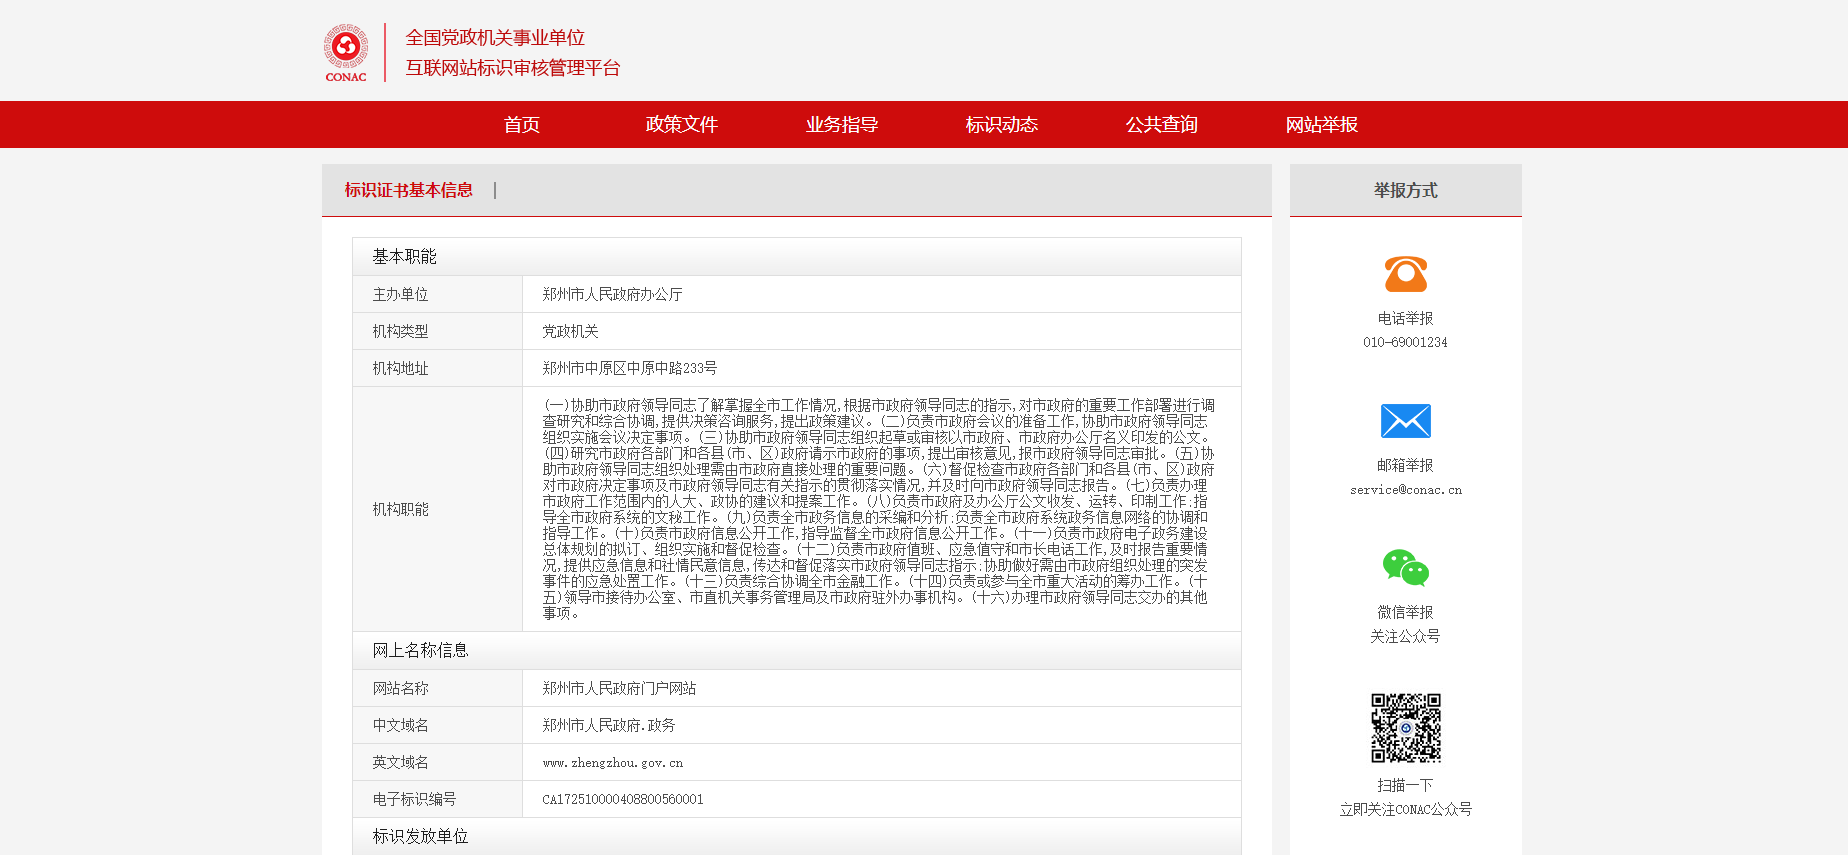 CONAC
全国党政机关事业单位
互联网站标识审核管理平台
首页 政策文件 业务指导 标识动态 公共查询 网站举报
标识证书基本信息 |
基本职能
主办单位 郑州市人民政府办公厅
机构类型 党政机关
机构地址 郑州市中原区中原中路233号
机构职能
(一)协助市政府领导同志了解掌握全市工作情况,根据市政府领导同志的指示,对市政府的重要工作部署进行调
查研究和综合协调,提供决策咨询服务,提出政策建议。(二)负责市政府会议的准备工作,协助市政府领导同志
组织实施会议决定事项。(三)协助市政府领导同志组织起草或审核以市政府、市政府办公厅名义印发的公文。
(四)研究市政府各部门和各县(市、区)政府请示市政府的事项,提出审核意见,报市政府领导同志审批。(五)协
助市政府领导同志组织处理需由市政府直接处理的重要问题。(六)督促检查市政府各部门和各县(市、区)政府
对市政府决定事项及市政府领导同志有关指示的贯彻落实情况,并及时向市政府领导同志报告。(七)负责办理
市政府工作范围内的人大、政协的建议和提案工作。(八)负责市政府及办公厅公文收发、运转、印制工作;指
导全市政府系统的文秘工作。(九)负责全市政务信息的采编和分析;负责全市政府系统政务信息网络的协调和
指导工作。(十)负责市政府信息公开工作,指导监督全市政府信息公开工作。(十一)负责市政府电子政务建设
总体规划的拟订、组织实施和督促检查。(十二)负责市政府值班、应急值守和市长电话工作,及时报告重要情
况,提供应急信息和社情民意信息,传达和督促落实市政府领导同志指示;协助做好需由市政府组织处理的突发
事件的应急处置工作。(十三)负责综合协调全市金融工作。(十四)负责或参与全市重大活动的筹办工作。(十
五)领导市接待办公室、市直机关事务管理局及市政府驻外办事机构。(十六)办理市政府领导同志交办的其他
事项。
网上名称信息
网站名称 郑州市人民政府门户网站
中文域名 郑州市人民政府.政务
英文域名 www.zhengzhou.gov.cn
电子标识编号 CA172510000408800560001
标识发放单位
举报方式
电话举报
010-69001234
邮箱举报
service@conac.cn
微信举报
关注公众号
扫描一下
立即关注CONAC公众号